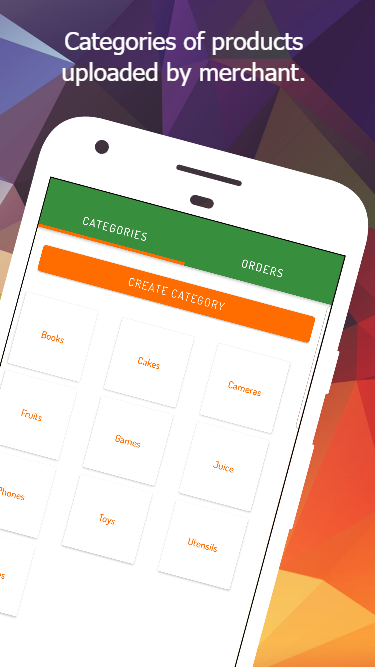 Categories of products
uploaded by merchant.
CATEGORIES
ORDERS
CREATE CATEGORY
Books
Cakes
Cameras
Fruits
Games
Juice
Phones
Toys
Utensils